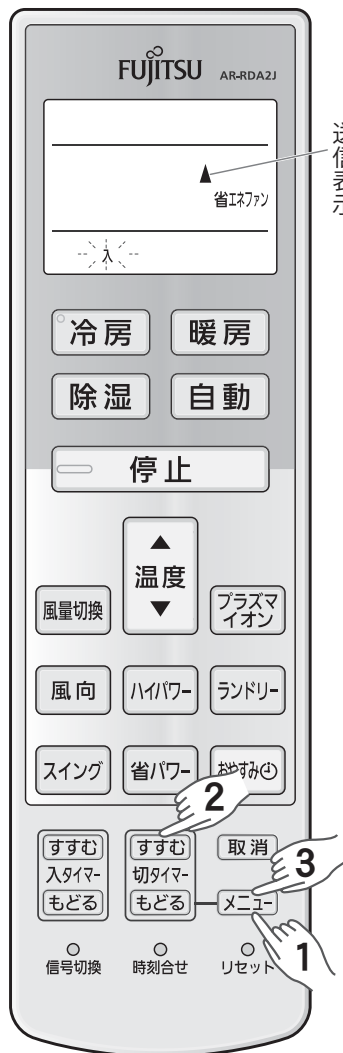 FUJITSU AR-RDA2J
▲
省エネファン
入
送信表示
冷房 暖房
除湿 自動
停止
▲
温度
▼
風量切換
プラズマ
イオン
風向 ハイパワー ランドリー
スイング 省パワー おやすみ
2
すすむ すすむ 取消
3
入タイマー 切タイマー
もどる もどる メニュー
1
信号切換 時刻合せ リセット